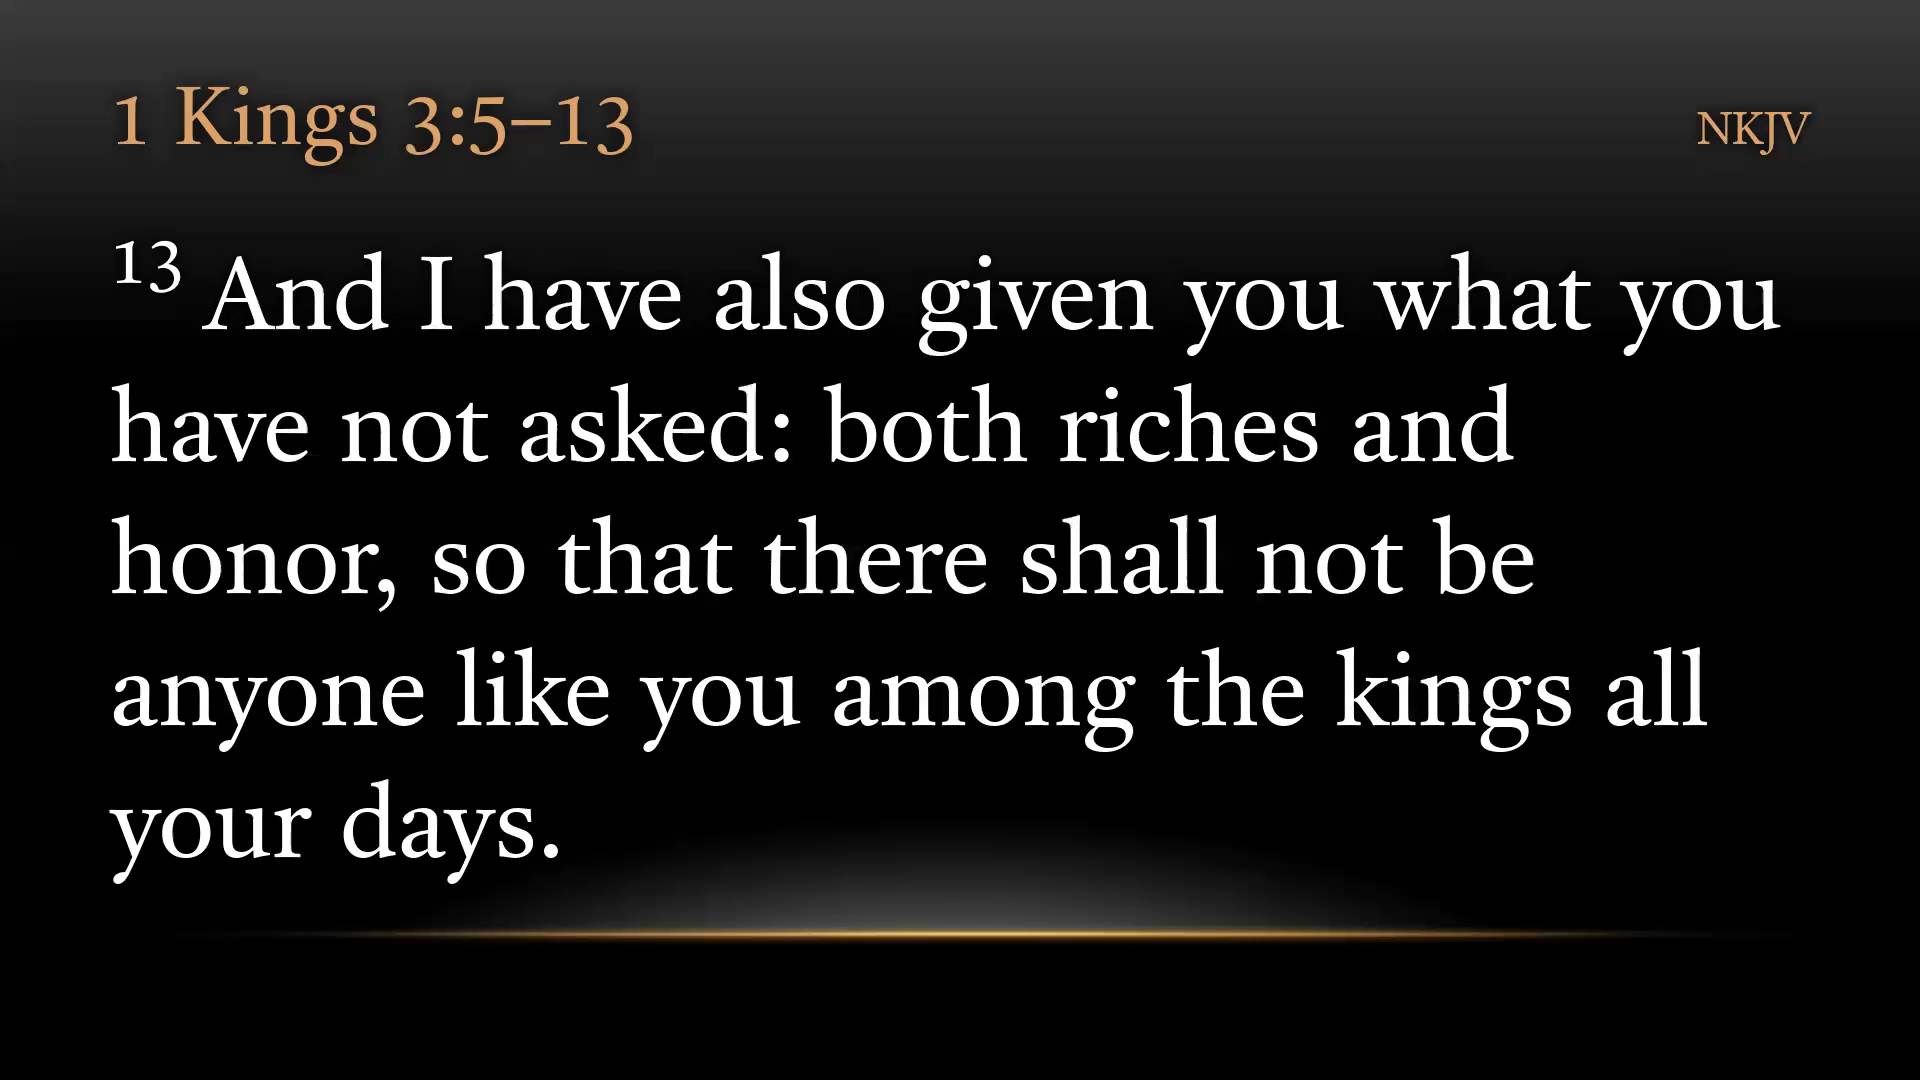 1 Kings 3:5–13 NKJV
13 And I have also given you what you
have not asked: both riches and
honor, so that there shall not be
anyone like you among the kings all
your days.